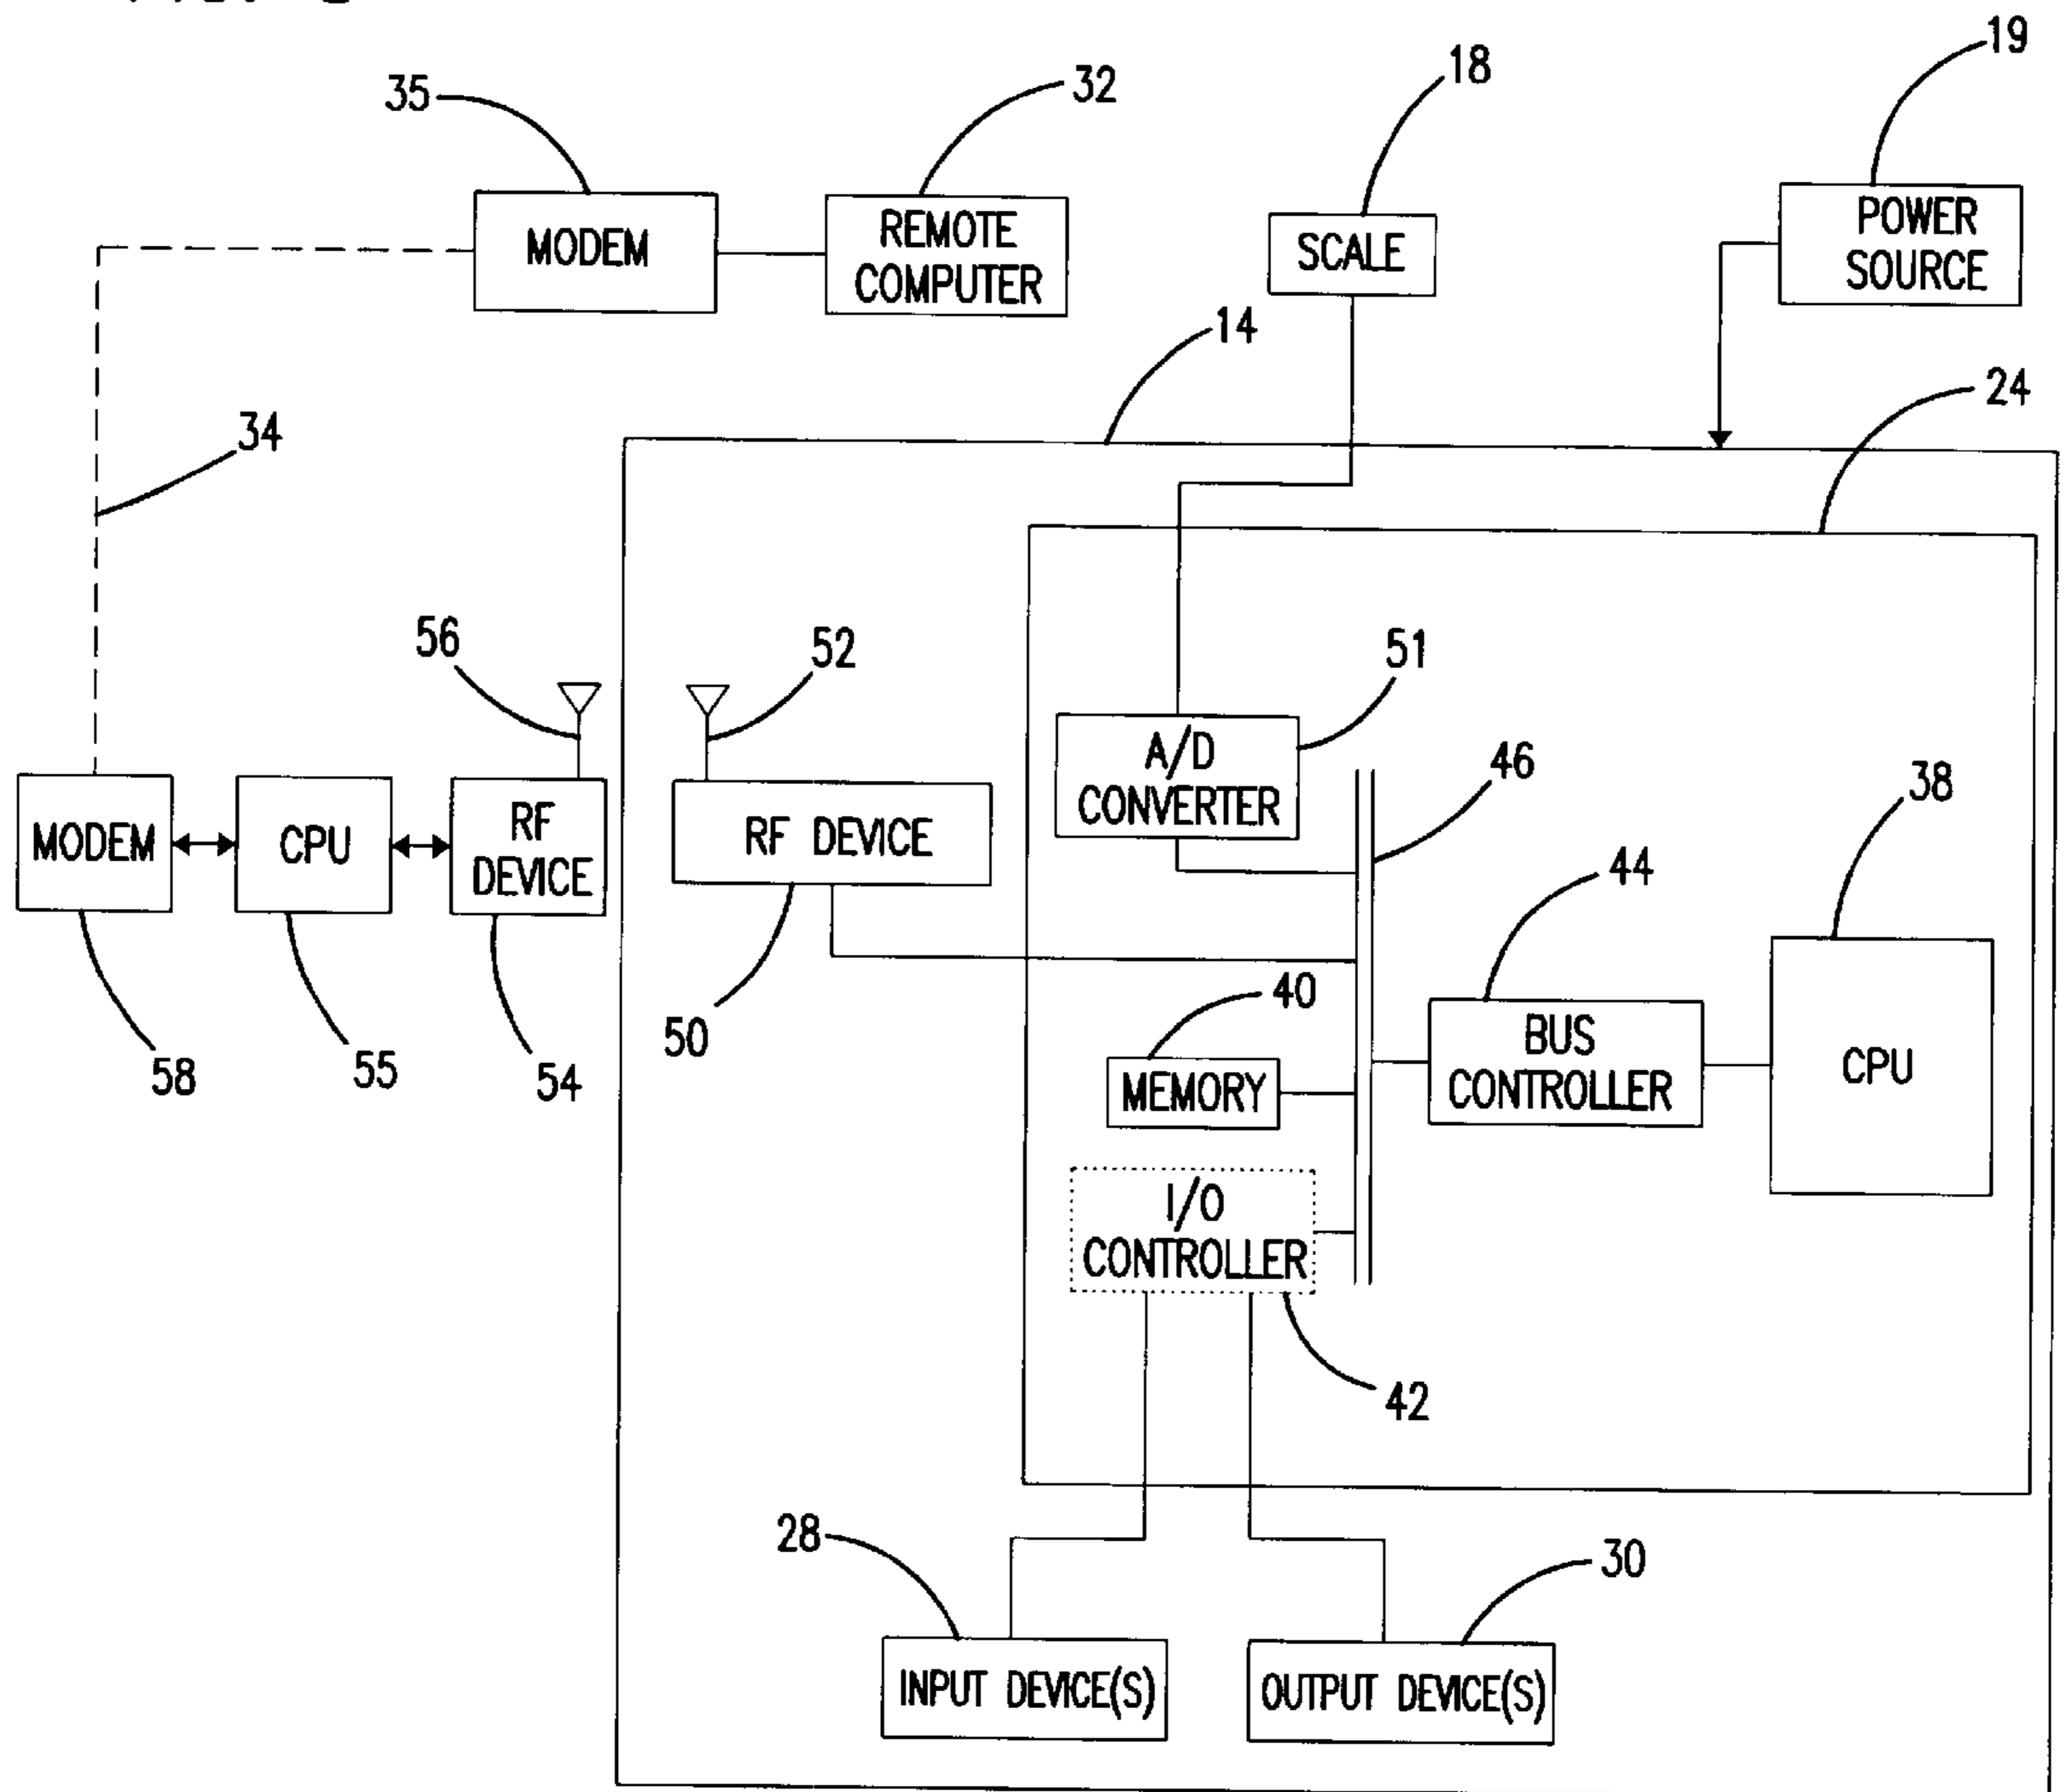 19
18
32
35
POWER
SOURCE
REMOTE
COMPUTER
MODEM
SCALE
14
24
34
56
52
51
A/D
CONVERTER
46
38
MODEM
CPU
RF
DEVICE
RF DEVICE
44
40
50
58
55
54
BUS
CONTROLLER
CPU
MEMORY
I/O
CONTROLLER
42
28
30
INPUT DEVICE(S)
OUTPUT DEVICE(S)